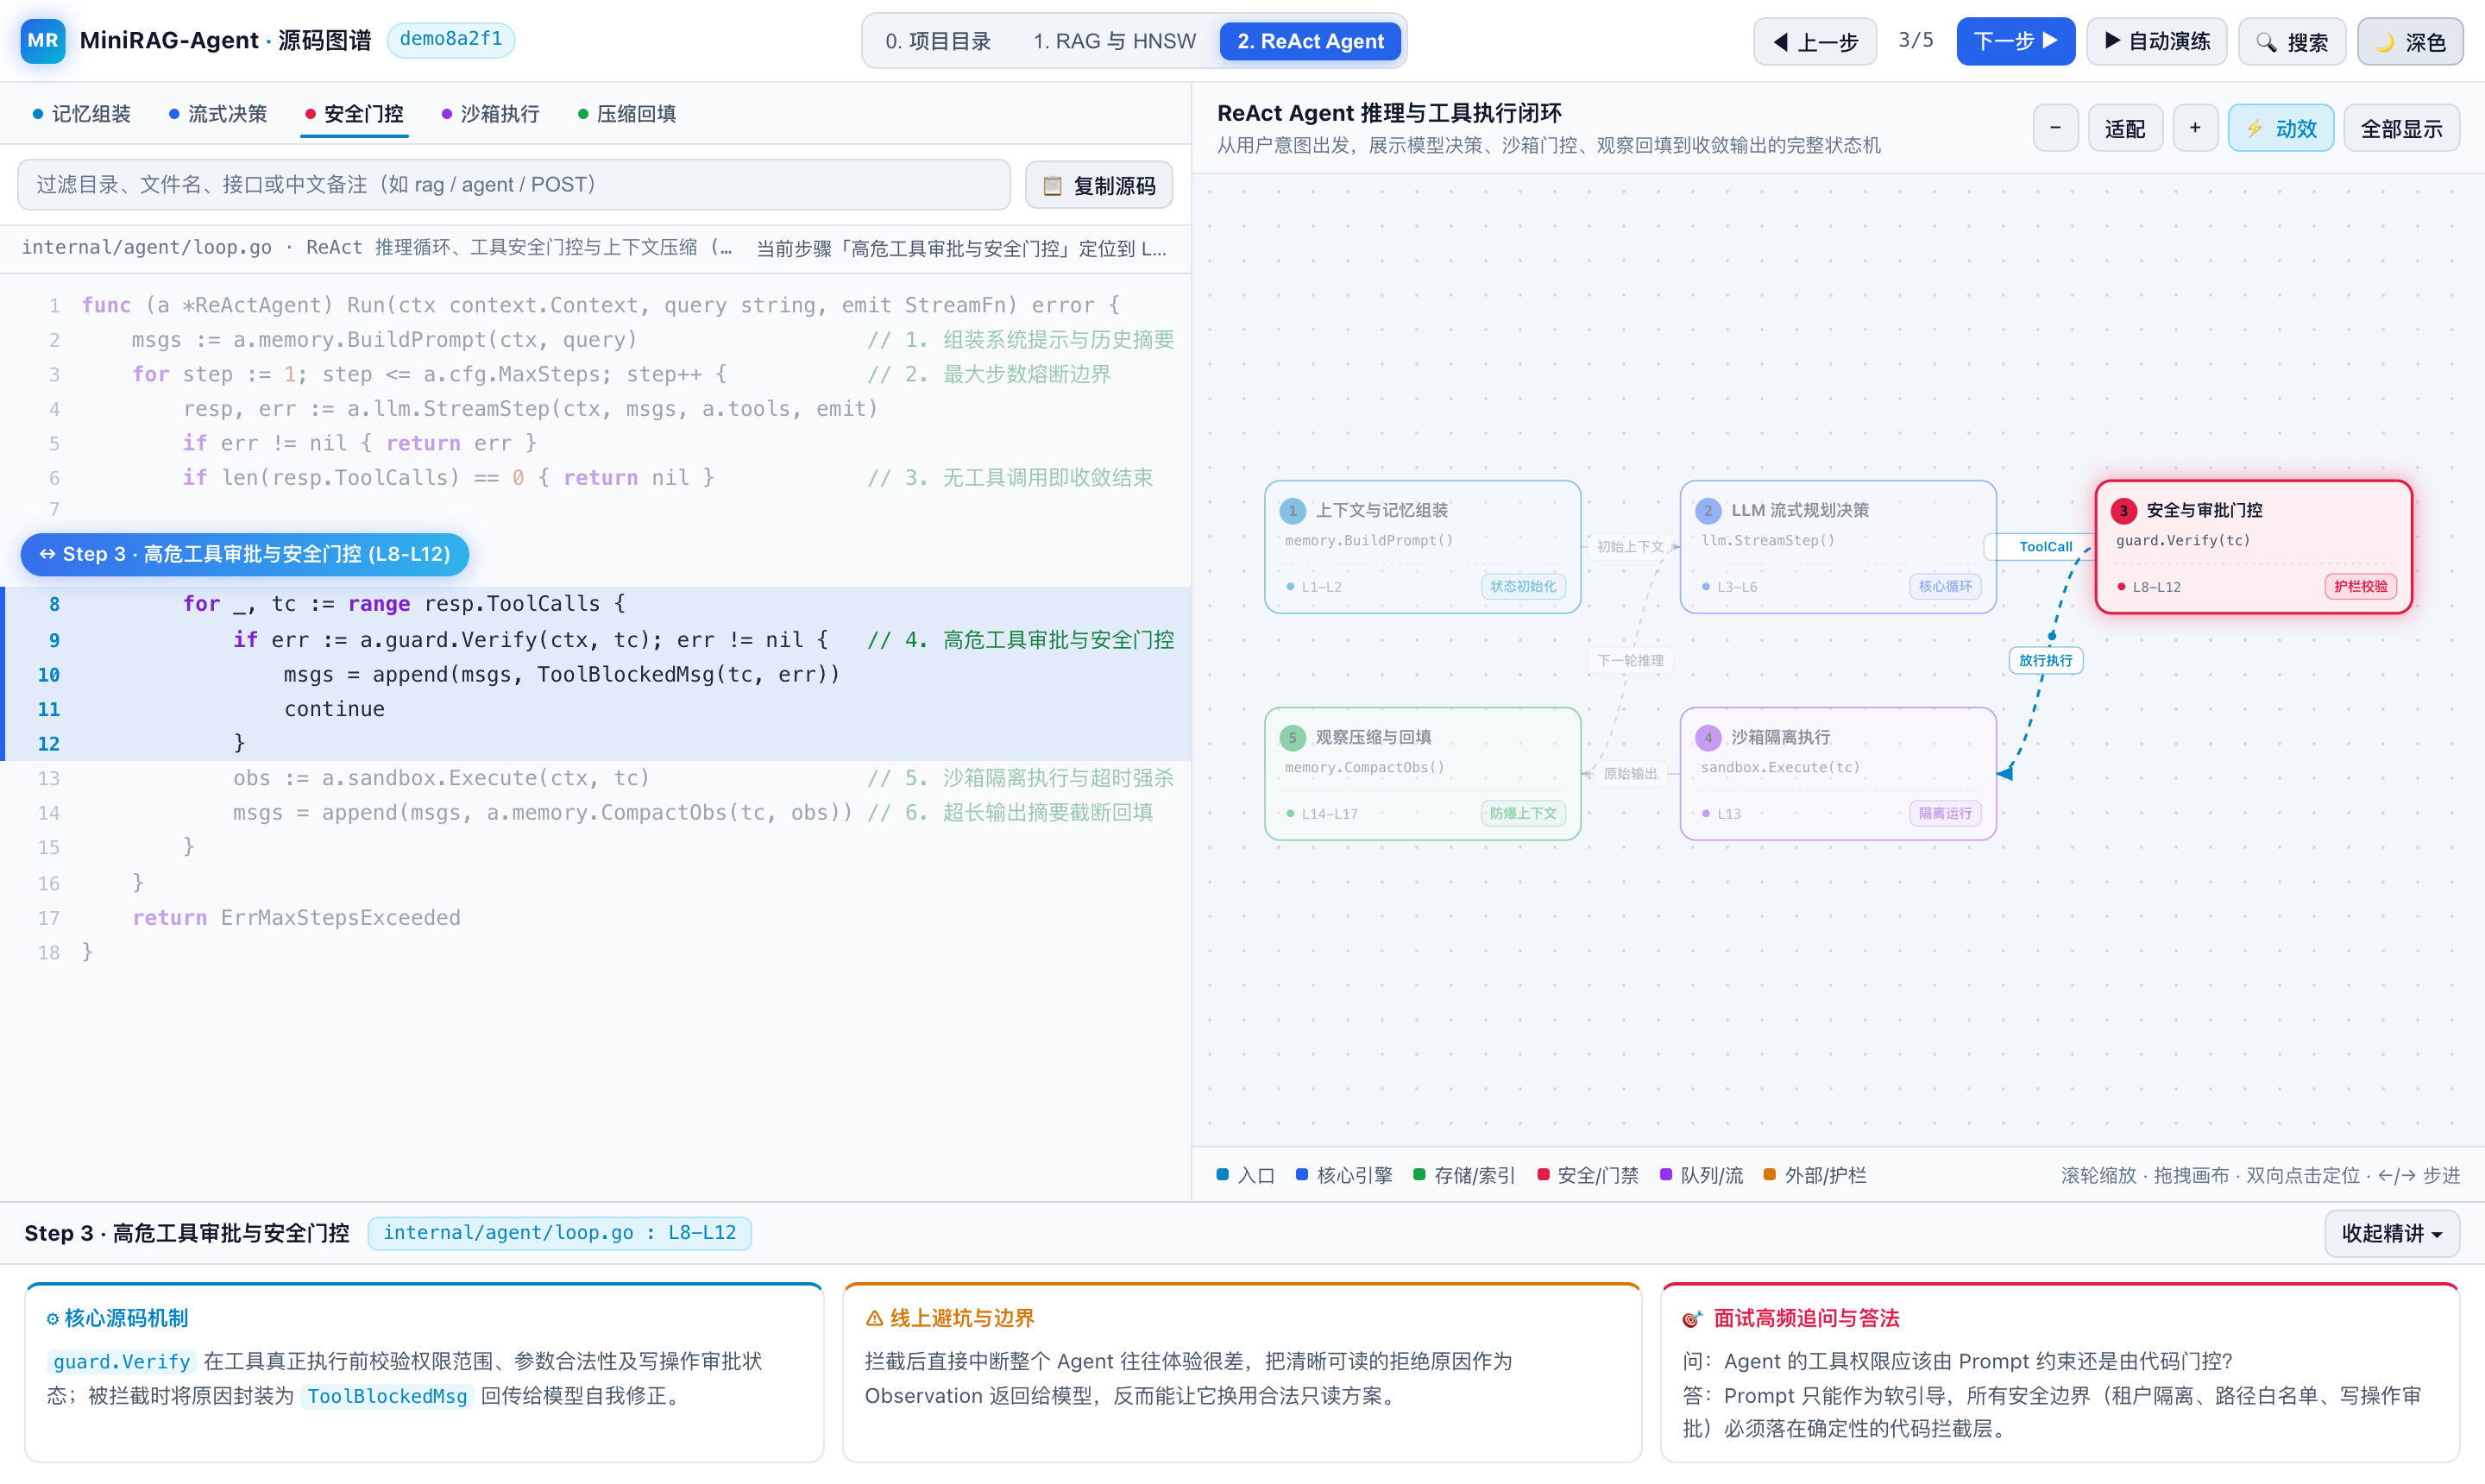 MR MiniRAG-Agent · 源码图谱 demo8a2f1
0. 项目目录 1. RAG 与 HNSW 2. ReAct Agent
◀ 上一步 3/5 下一步 ▶ ▶ 自动演练 🔍 搜索 🌙 深色
记忆组装 流式决策 安全门控 沙箱执行 压缩回填
过滤目录、文件名、接口或中文备注（如 rag / agent / POST）
📋 复制源码
internal/agent/loop.go · ReAct 推理循环、工具安全门控与上下文压缩 (…
当前步骤「高危工具审批与安全门控」定位到 L…
1 func (a *ReActAgent) Run(ctx context.Context, query string, emit StreamFn) error {
2 msgs := a.memory.BuildPrompt(ctx, query) // 1. 组装系统提示与历史摘要
3 for step := 1; step <= a.cfg.MaxSteps; step++ { // 2. 最大步数熔断边界
4 resp, err := a.llm.StreamStep(ctx, msgs, a.tools, emit)
5 if err != nil { return err }
6 if len(resp.ToolCalls) == 0 { return nil } // 3. 无工具调用即收敛结束
7
↔ Step 3 · 高危工具审批与安全门控 (L8-L12)
8 for _, tc := range resp.ToolCalls {
9 if err := a.guard.Verify(ctx, tc); err != nil { // 4. 高危工具审批与安全门控
10 msgs = append(msgs, ToolBlockedMsg(tc, err))
11 continue
12 }
13 obs := a.sandbox.Execute(ctx, tc) // 5. 沙箱隔离执行与超时强杀
14 msgs = append(msgs, a.memory.CompactObs(tc, obs)) // 6. 超长输出摘要截断回填
15 }
16 }
17 return ErrMaxStepsExceeded
18 }
ReAct Agent 推理与工具执行闭环
从用户意图出发，展示模型决策、沙箱门控、观察回填到收敛输出的完整状态机
− 适配 + ⚡ 动效 全部显示
1 上下文与记忆组装
memory.BuildPrompt()
L1–L2 状态初始化
初始上下文
2 LLM 流式规划决策
llm.StreamStep()
L3–L6 核心循环
ToolCall
3 安全与审批门控
guard.Verify(tc)
L8–L12 护栏校验
下一轮推理
放行执行
5 观察压缩与回填
memory.CompactObs()
L14–L17 防爆上下文
原始输出
4 沙箱隔离执行
sandbox.Execute(tc)
L13 隔离运行
入口 核心引擎 存储/索引 安全/门禁 队列/流 外部/护栏
滚轮缩放 · 拖拽画布 · 双向点击定位 · ←/→ 步进
Step 3 · 高危工具审批与安全门控 internal/agent/loop.go : L8–L12
收起精讲 ▾
⚙ 核心源码机制
guard.Verify 在工具真正执行前校验权限范围、参数合法性及写操作审批状
态；被拦截时将原因封装为 ToolBlockedMsg 回传给模型自我修正。
⚠ 线上避坑与边界
拦截后直接中断整个 Agent 往往体验很差，把清晰可读的拒绝原因作为
Observation 返回给模型，反而能让它换用合法只读方案。
🎯 面试高频追问与答法
问：Agent 的工具权限应该由 Prompt 约束还是由代码门控？
答：Prompt 只能作为软引导，所有安全边界（租户隔离、路径白名单、写操作审
批）必须落在确定性的代码拦截层。